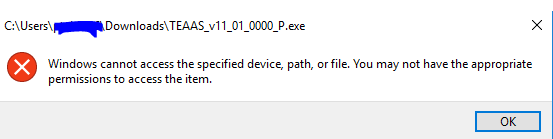 C:\Users\ \Downloads\TEAAS_v11_01_0000_P.exe
Windows cannot access the specified device, path, or file. You may not have the appropriate
permissions to access the item.
OK